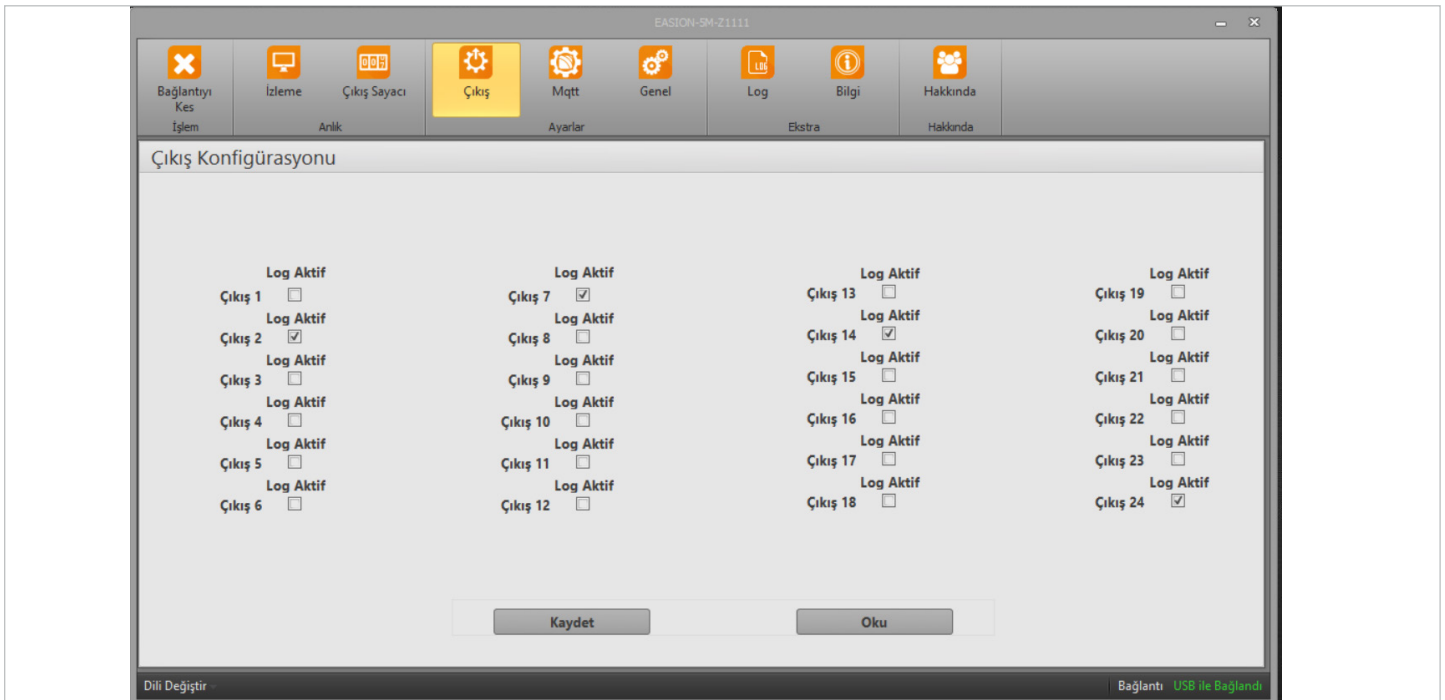 EASION-5M-Z1111
Bağlantıyı Kes
İzleme
Çıkış Sayacı
Çıkış
Mqtt
Genel
Log
Bilgi
Hakkında
İşlem
Anlık
Ayarlar
Ekstra
Hakkında
Çıkış Konfigürasyonu
Log Aktif
Çıkış 1
Log Aktif
Çıkış 2
Log Aktif
Çıkış 3
Log Aktif
Çıkış 4
Log Aktif
Çıkış 5
Log Aktif
Çıkış 6
Log Aktif
Çıkış 7
Log Aktif
Çıkış 8
Log Aktif
Çıkış 9
Log Aktif
Çıkış 10
Log Aktif
Çıkış 11
Log Aktif
Çıkış 12
Log Aktif
Çıkış 13
Log Aktif
Çıkış 14
Log Aktif
Çıkış 15
Log Aktif
Çıkış 16
Log Aktif
Çıkış 17
Log Aktif
Çıkış 18
Log Aktif
Çıkış 19
Log Aktif
Çıkış 20
Log Aktif
Çıkış 21
Log Aktif
Çıkış 22
Log Aktif
Çıkış 23
Log Aktif
Çıkış 24
Kaydet
Oku
Dili Değiştir
Bağlantı USB ile Bağlandı